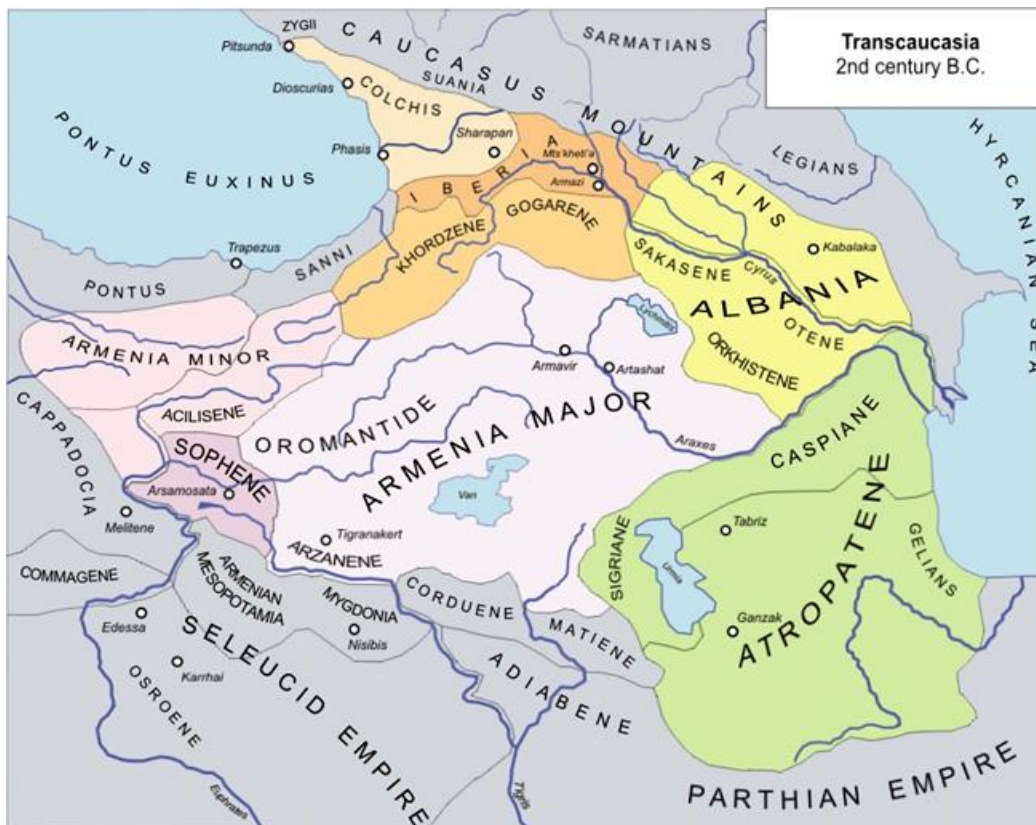 Transcaucasia
2nd century B.C.
ZYGII
Pitsunda
CAUCASUS MOUNTAINS
SARMATIANS
Dioscurias
SUANIA
COLCHIS
LEGIANS
HYRCANIAN SEA
PONTUS EUXINUS
Phasis
Sharapan
IBERIA
Mts'kheti'a
Armazi
GOGARENE
KHORDZENE
Kabalaka
SAKASENE
Cyrus
ALBANIA
OTENE
ORKHISTENE
Trapezus
SANNI
PONTUS
Lychnitis
ARMENIA MINOR
Armavir
Artashat
ACILISENE
OROMANTIDE
ARMENIA MAJOR
Araxes
CASPIANE
CAPPADOCIA
SOPHENE
Arsamosata
Melitene
Van
Tigranakert
ARZANENE
SIGRIANE
Urmia
Tabriz
ATROPATENE
GELIANS
Ganzak
COMMAGENE
ARMENIAN
MESOPOTAMIA
MYGDONIA
Nisibis
CORDUENE
MATIENE
Edessa
Karrhai
SELEUCID EMPIRE
ADIABENE
OSROENE
Euphrates
Tigris
PARTHIAN EMPIRE